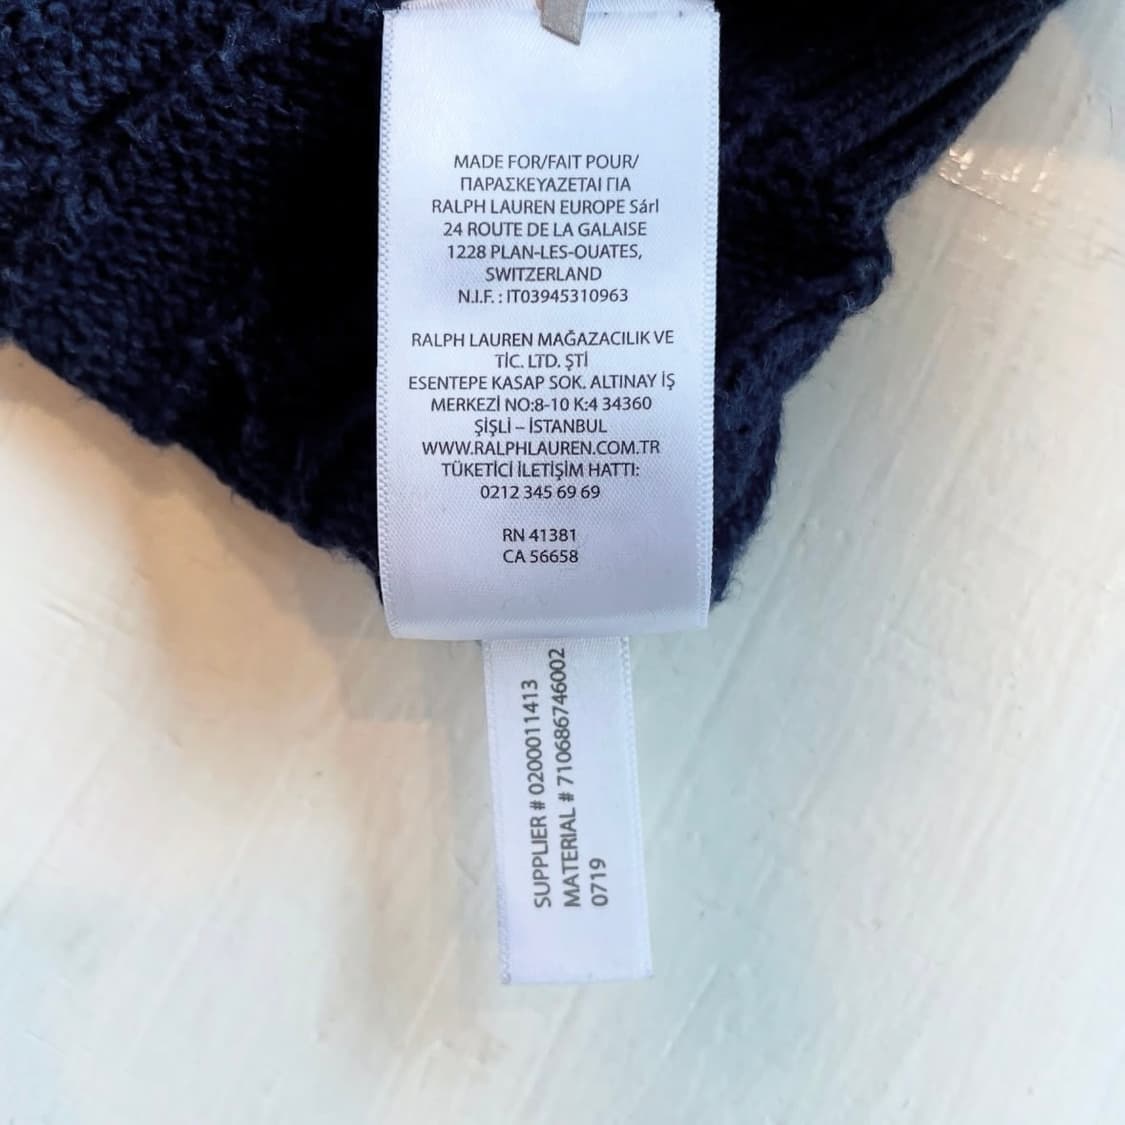 MADE FOR/FAIT POUR/
ΠΑΡΑΣΚΕΥΑΖΕΤΑΙ ΓΙΑ
RALPH LAUREN EUROPE Sárl
24 ROUTE DE LA GALAISE
1228 PLAN-LES-OUATES,
SWITZERLAND
N.I.F. : IT03945310963
RALPH LAUREN MAĞAZACILIK VE
TİC. LTD. ŞTİ
ESENTEPE KASAP SOK. ALTINAY İŞ
MERKEZİ NO:8-10 K:4 34360
ŞİŞLİ – İSTANBUL
WWW.RALPHLAUREN.COM.TR
TÜKETİCİ İLETİŞİM HATTI:
0212 345 69 69
RN 41381
CA 56658
SUPPLIER # 0200011413
MATERIAL # 710686746002
0719